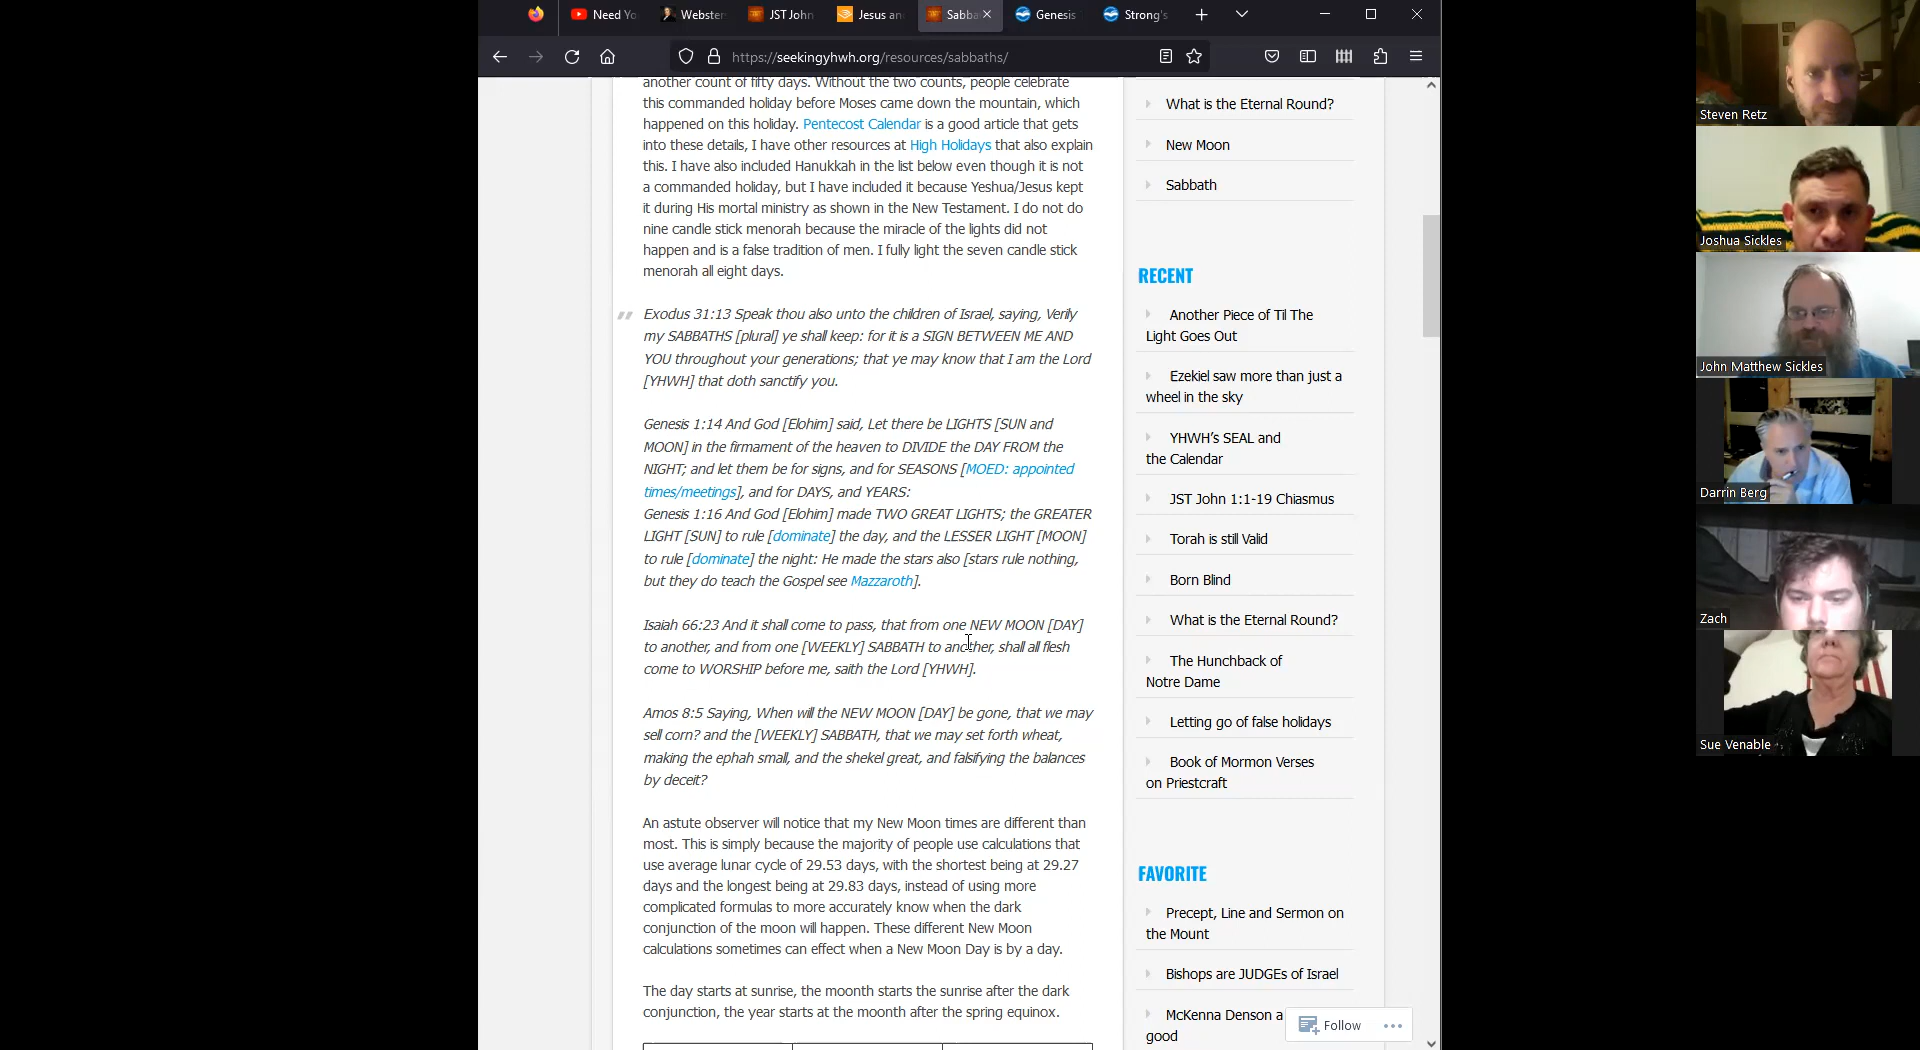 Need Yo
Webster
JST John
Jesus an
Sabba
Genesis
Strong's
https://seekingyhwh.org/resources/sabbaths/
another count of fifty days. Without the two counts, people celebrate
this commanded holiday before Moses came down the mountain, which
happened on this holiday. Pentecost Calendar is a good article that gets
into these details, I have other resources at High Holidays that also explain
this. I have also included Hanukkah in the list below even though it is not
a commanded holiday, but I have included it because Yeshua/Jesus kept
it during His mortal ministry as shown in the New Testament. I do not do
nine candle stick menorah because the miracle of the lights did not
happen and is a false tradition of men. I fully light the seven candle stick
menorah all eight days.
Exodus 31:13 Speak thou also unto the children of Israel, saying, Verily
my SABBATHS [plural] ye shall keep: for it is a SIGN BETWEEN ME AND
YOU throughout your generations; that ye may know that I am the Lord
[YHWH] that doth sanctify you.
Genesis 1:14 And God [Elohim] said, Let there be LIGHTS [SUN and
MOON] in the firmament of the heaven to DIVIDE the DAY FROM the
NIGHT; and let them be for signs, and for SEASONS [MOED: appointed
times/meetings], and for DAYS, and YEARS:
Genesis 1:16 And God [Elohim] made TWO GREAT LIGHTS; the GREATER
LIGHT [SUN] to rule [dominate] the day, and the LESSER LIGHT [MOON]
to rule [dominate] the night: He made the stars also [stars rule nothing,
but they do teach the Gospel see Mazzaroth].
Isaiah 66:23 And it shall come to pass, that from one NEW MOON [DAY]
to another, and from one [WEEKLY] SABBATH to another, shall all flesh
come to WORSHIP before me, saith the Lord [YHWH].
Amos 8:5 Saying, When will the NEW MOON [DAY] be gone, that we may
sell corn? and the [WEEKLY] SABBATH, that we may set forth wheat,
making the ephah small, and the shekel great, and falsifying the balances
by deceit?
An astute observer will notice that my New Moon times are different than
most. This is simply because the majority of people use calculations that
use average lunar cycle of 29.53 days, with the shortest being at 29.27
days and the longest being at 29.83 days, instead of using more
complicated formulas to more accurately know when the dark
conjunction of the moon will happen. These different New Moon
calculations sometimes can effect when a New Moon Day is by a day.
The day starts at sunrise, the moonth starts the sunrise after the dark
conjunction, the year starts at the moonth after the spring equinox.
What is the Eternal Round?
New Moon
Sabbath
RECENT
Another Piece of Til The
Light Goes Out
Ezekiel saw more than just a
wheel in the sky
YHWH's SEAL and
the Calendar
JST John 1:1-19 Chiasmus
Torah is still Valid
Born Blind
What is the Eternal Round?
The Hunchback of
Notre Dame
Letting go of false holidays
Book of Mormon Verses
on Priestcraft
FAVORITE
Precept, Line and Sermon on
the Mount
Bishops are JUDGEs of Israel
McKenna Denson a
good
Follow
Steven Retz
Joshua Sickles
John Matthew Sickles
Darrin Berg
Zach
Sue Venable